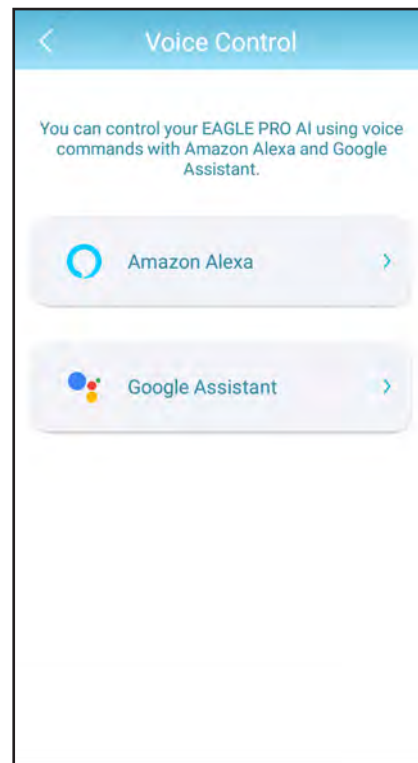 Voice Control
You can control your EAGLE PRO AI using voice
commands with Amazon Alexa and Google
Assistant.
Amazon Alexa
Google Assistant